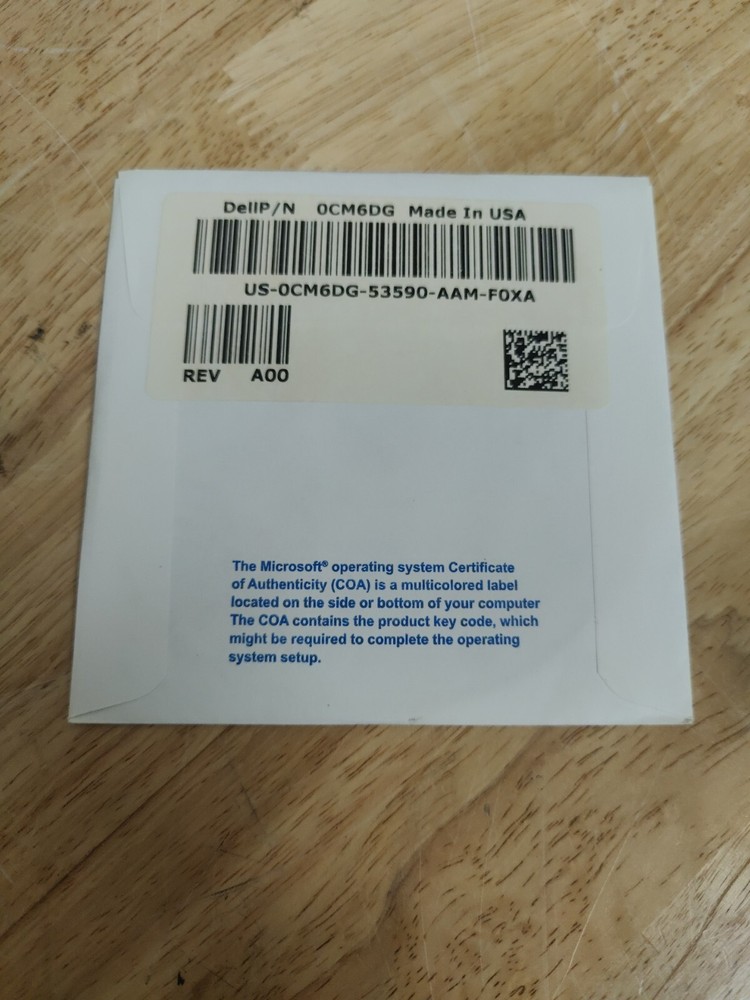 DellP/N 0CM6DG Made In USA
US-0CM6DG-53590-AAM-F0XA
REV A00
The Microsoft® operating system Certificate
of Authenticity (COA) is a multicolored label
located on the side or bottom of your computer
The COA contains the product key code, which
might be required to complete the operating
system setup.